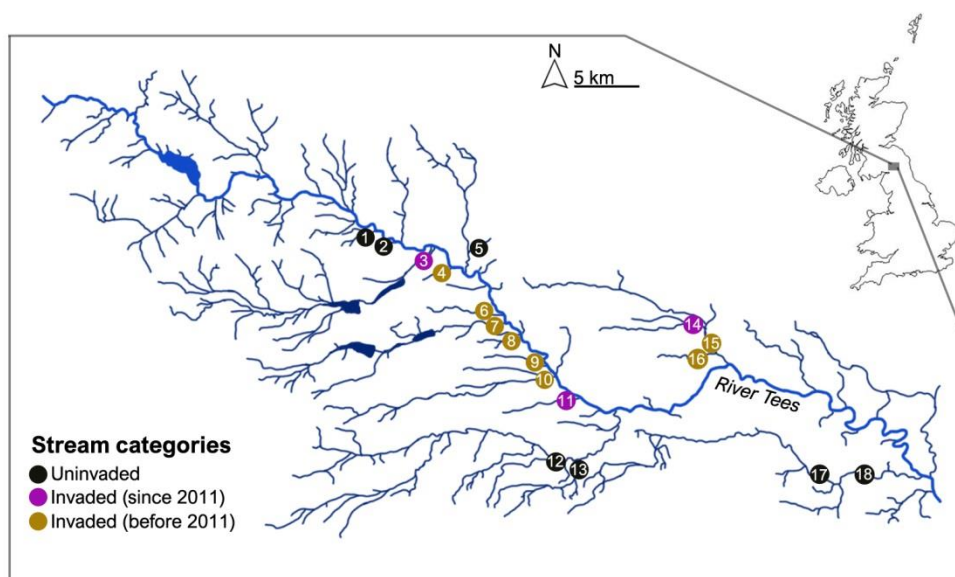 N
5 km
1
2
3
4
5
6
7
8
9
10
11
12
13
14
15
16
17
18
River Tees
Stream categories
Uninvaded
Invaded (since 2011)
Invaded (before 2011)